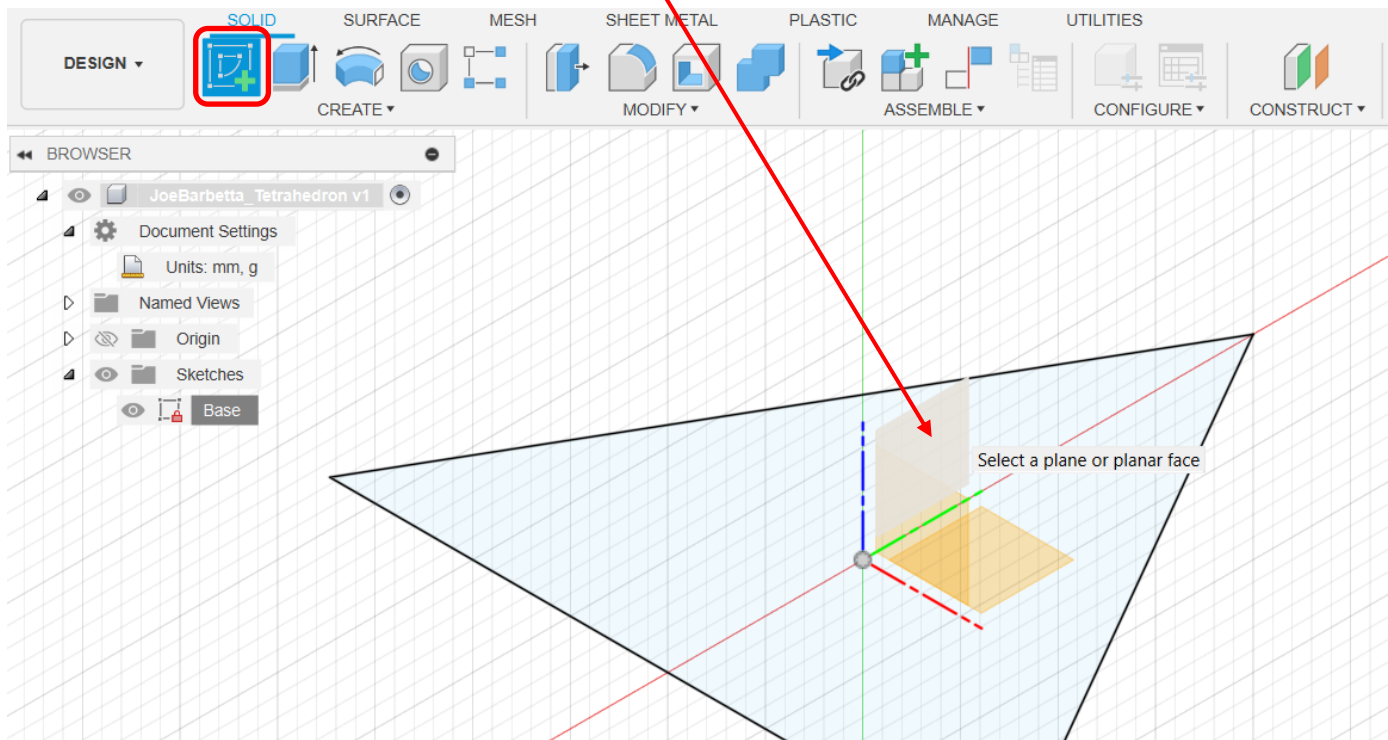 SOLID SURFACE MESH SHEET METAL PLASTIC MANAGE UTILITIES
DESIGN ▾
CREATE ▾ MODIFY ▾ ASSEMBLE ▾ CONFIGURE ▾ CONSTRUCT ▾
BROWSER
JoeBarbetta_Tetrahedron v1
Document Settings
Units: mm, g
Named Views
Origin
Sketches
Base
Select a plane or planar face